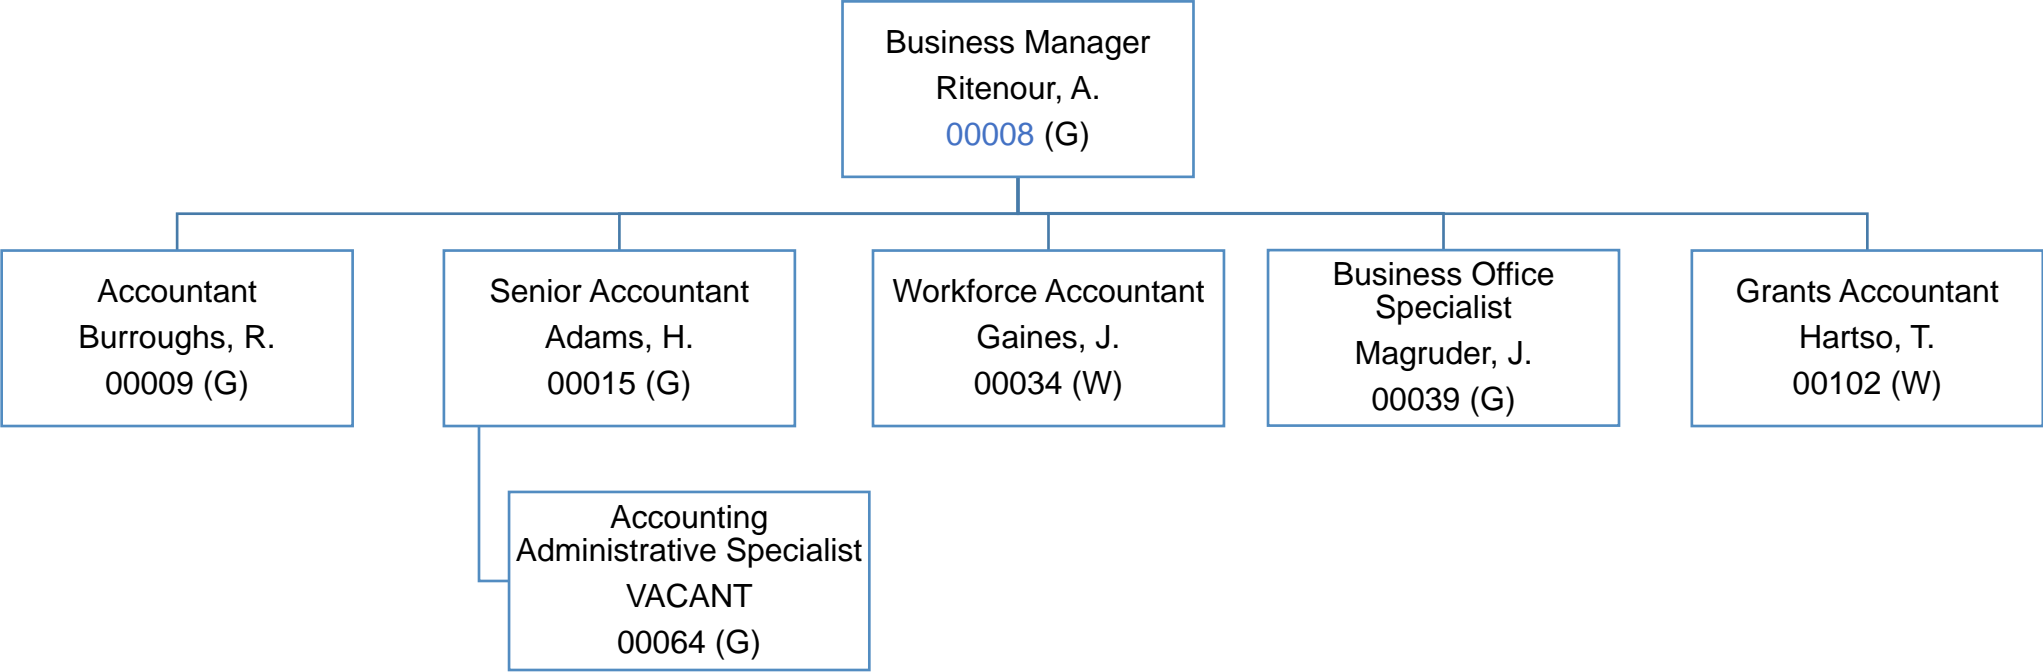 Business Manager
Ritenour, A.
00008 (G)
Accountant
Burroughs, R.
00009 (G)
Senior Accountant
Adams, H.
00015 (G)
Workforce Accountant
Gaines, J.
00034 (W)
Business Office
Specialist
Magruder, J.
00039 (G)
Grants Accountant
Hartso, T.
00102 (W)
Accounting
Administrative Specialist
VACANT
00064 (G)